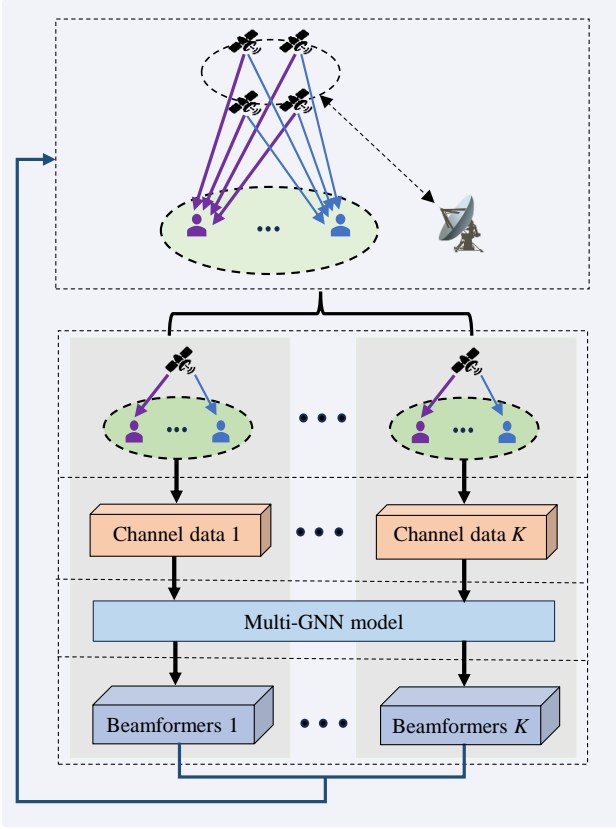 Channel data 1
Channel data K
Multi-GNN model
Beamformers 1
Beamformers K